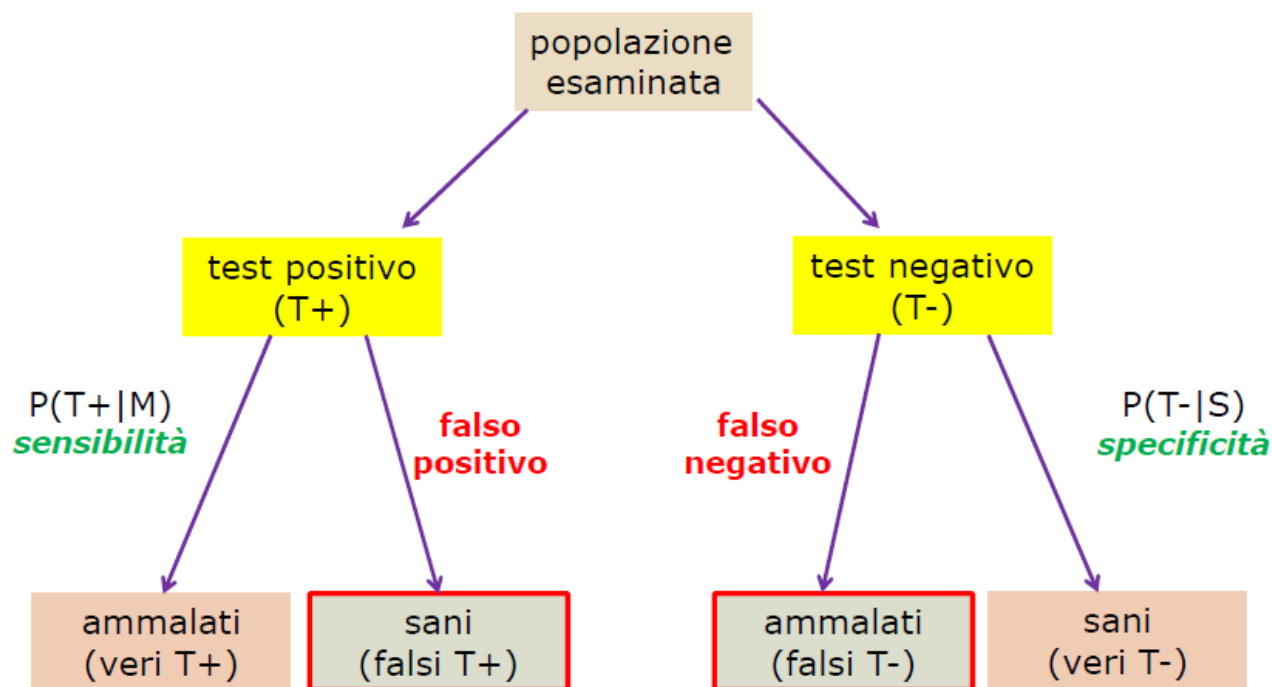 popolazione
esaminata
test positivo
(T+)
test negativo
(T-)
P(T+|M)
sensibilità
falso
positivo
falso
negativo
P(T-|S)
specificità
ammalati
(veri T+)
sani
(falsi T+)
ammalati
(falsi T-)
sani
(veri T-)